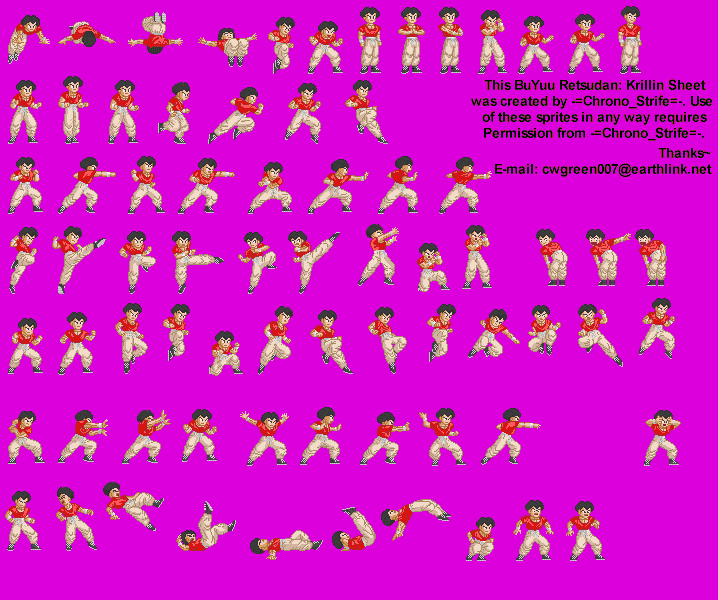 This BuYuu Retsudan: Krillin Sheet
was created by -=Chrono_Strife=-. Use
of these sprites in any way requires
Permission from -=Chrono_Strife=-.
Thanks~
E-mail: cwgreen007@earthlink.net